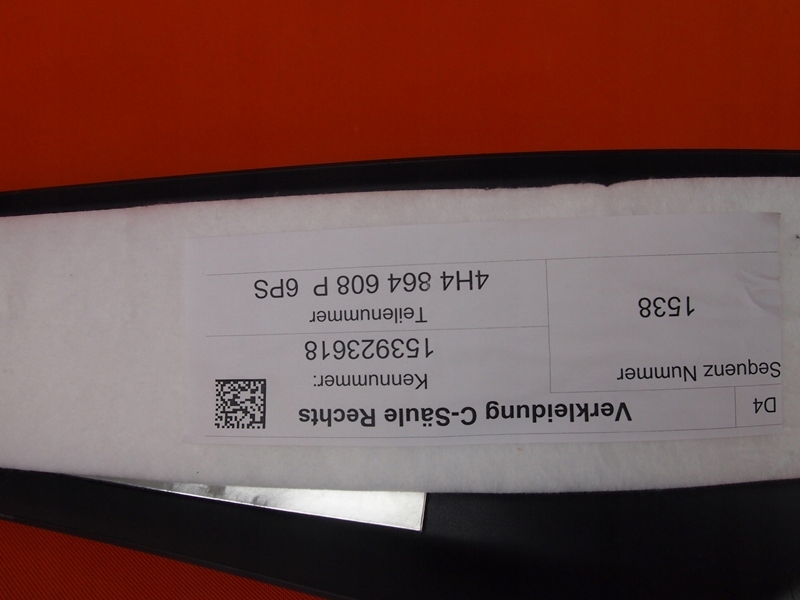 D4 Verkleidung C-Säule Rechts
Sequenz Nummer
1538
Kennummer:
153923618
Teilenummer
4H4 864 608 P 6PS